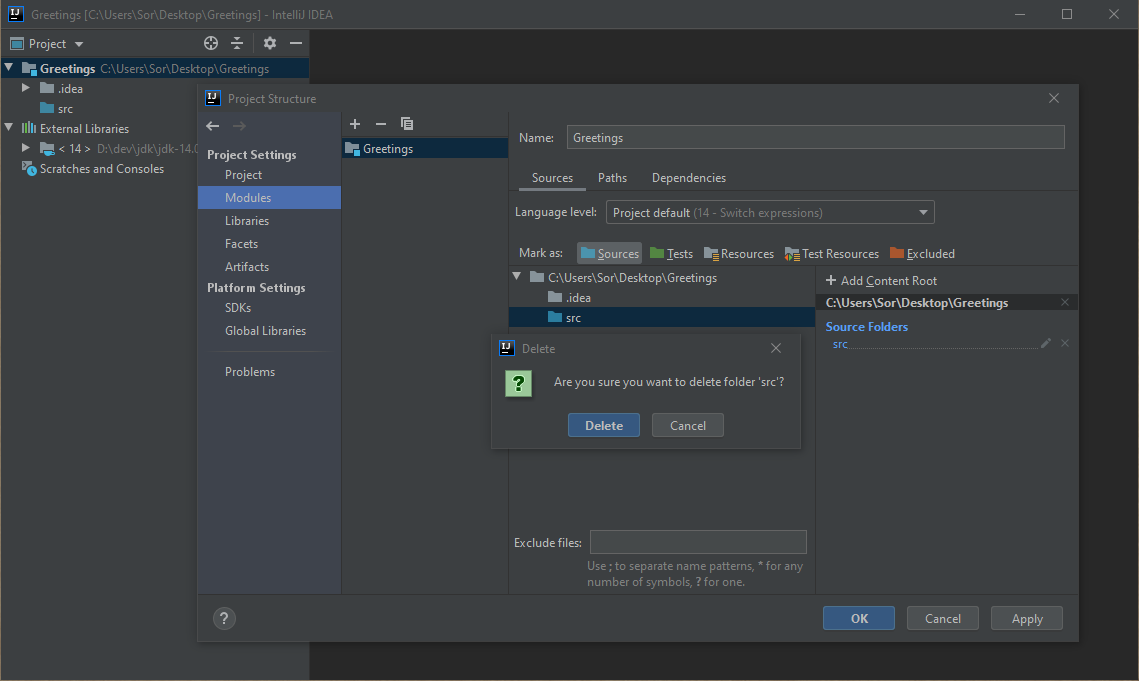 Greetings [C:\Users\Sor\Desktop\Greetings] - IntelliJ IDEA
Project
Greetings C:\Users\Sor\Desktop\Greetings
.idea
src
External Libraries
< 14 > D:\dev\jdk\jdk-14.0
Scratches and Consoles
Project Structure
Project Settings
Project
Modules
Libraries
Facets
Artifacts
Platform Settings
SDKs
Global Libraries
Problems
Greetings
Name: Greetings
Sources Paths Dependencies
Language level: Project default (14 - Switch expressions)
Mark as: Sources Tests Resources Test Resources Excluded
C:\Users\Sor\Desktop\Greetings
.idea
src
+ Add Content Root
C:\Users\Sor\Desktop\Greetings
Source Folders
src
Delete
Are you sure you want to delete folder 'src'?
Delete Cancel
Exclude files:
Use ; to separate name patterns, * for any
number of symbols, ? for one.
? OK Cancel Apply